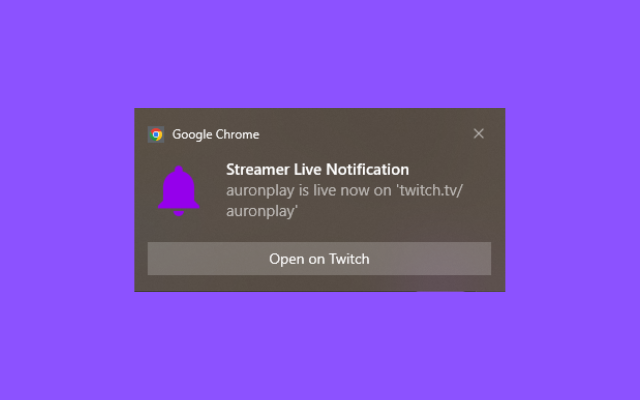 Google Chrome
Streamer Live Notification
auronplay is live now on 'twitch.tv/
auronplay'
Open on Twitch